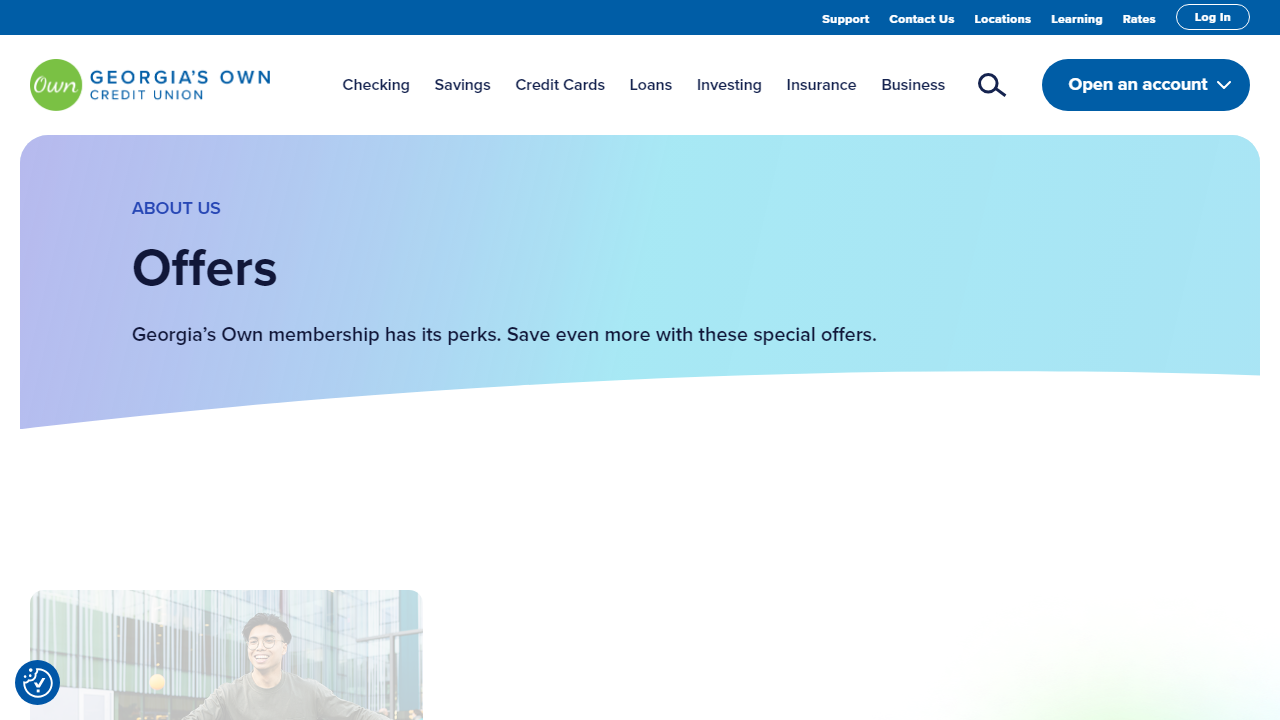 Support
Contact Us
Locations
Learning
Rates
Log In
Own
GEORGIA'S OWN
CREDIT UNION
Checking
Savings
Credit Cards
Loans
Investing
Insurance
Business
Open an account
ABOUT US
Offers
Georgia’s Own membership has its perks. Save even more with these special offers.